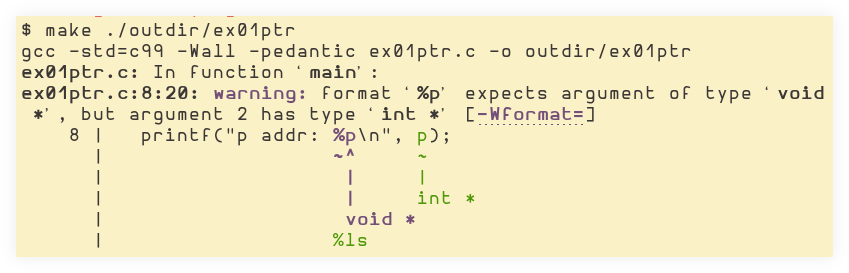 $ make ./outdir/ex01ptr
gcc -std=c99 -Wall -pedantic ex01ptr.c -o outdir/ex01ptr
ex01ptr.c: In function ‘main’:
ex01ptr.c:8:20: warning: format ‘%p’ expects argument of type ‘void
 *’, but argument 2 has type ‘int *’ [-Wformat=]
    8 |   printf("p addr: %p\n", p);
      |                   ~^     ~
      |                    |     |
      |                    |     int *
      |                    void *
      |                   %ls